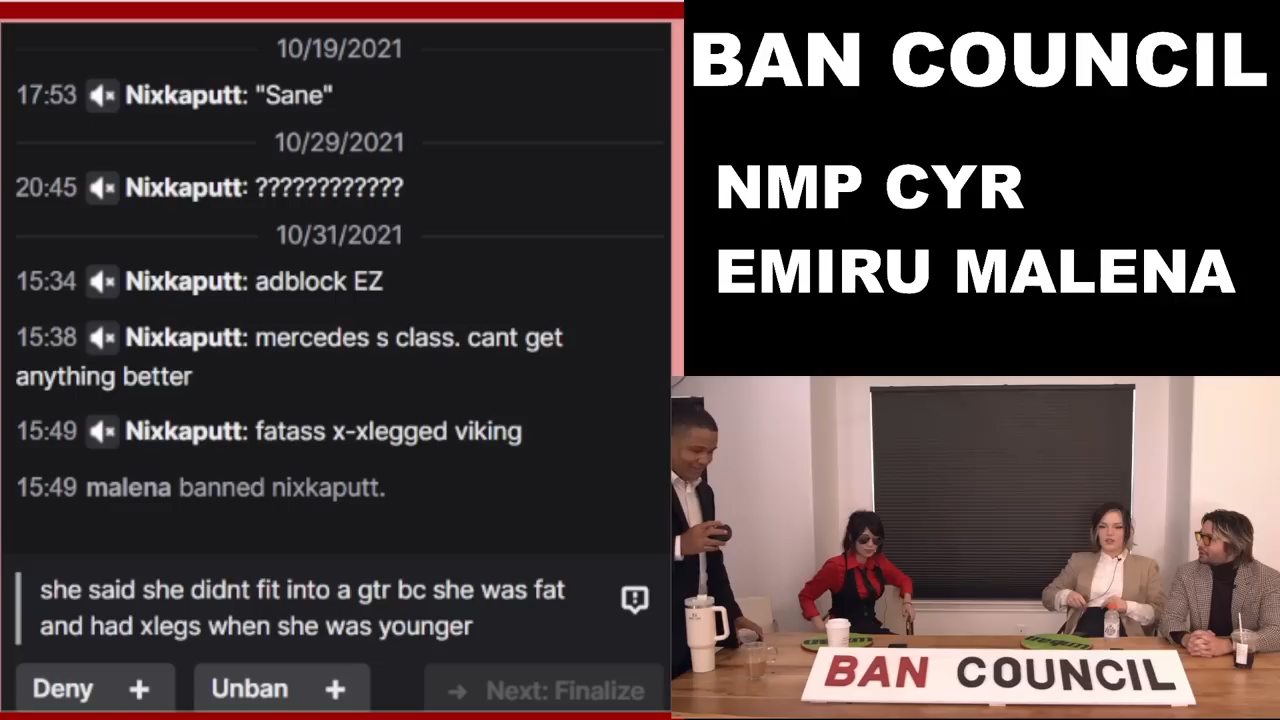 10/19/2021
17:53 Nixkaputt: "Sane"
10/29/2021
20:45 Nixkaputt: ????????????
10/31/2021
15:34 Nixkaputt: adblock EZ
15:38 Nixkaputt: mercedes s class. cant get
anything better
15:49 Nixkaputt: fatass x-xlegged viking
15:49 malena banned nixkaputt.
she said she didnt fit into a gtr bc she was fat
and had xlegs when she was younger
Deny +
Unban +
→ Next: Finalize
BAN COUNCIL
NMP CYR
EMIRU MALENA
BAN COUNCIL